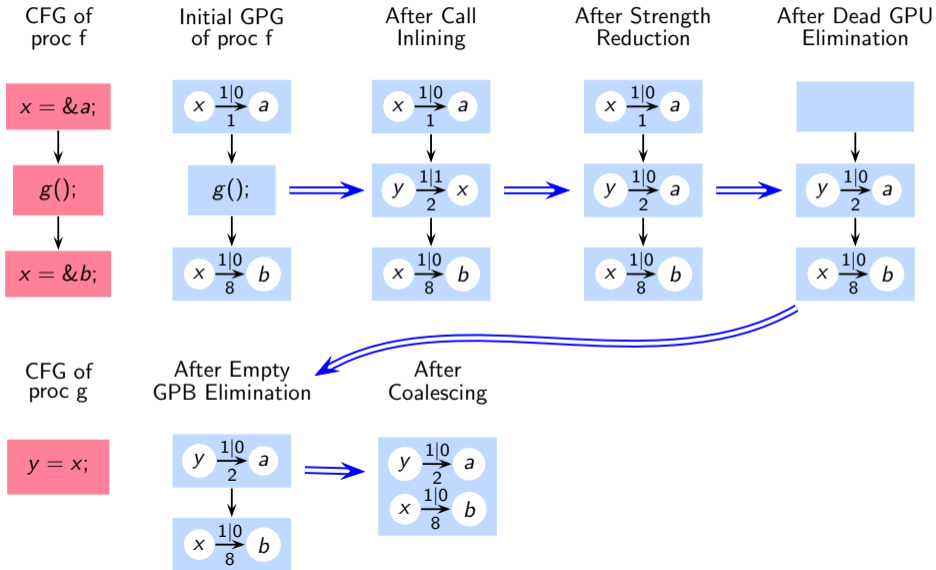 CFG of
proc f
Initial GPG
of proc f
After Call
Inlining
After Strength
Reduction
After Dead GPU
Elimination
x = &a;
g();
x = &b;
x 1|0 a
1
g();
x 1|0 b
8
x 1|0 a
1
y 1|1 x
2
x 1|0 b
8
x 1|0 a
1
y 1|0 a
2
x 1|0 b
8
y 1|0 a
2
x 1|0 b
8
CFG of
proc g
After Empty
GPB Elimination
After
Coalescing
y = x;
y 1|0 a
2
x 1|0 b
8
y 1|0 a
2
x 1|0 b
8